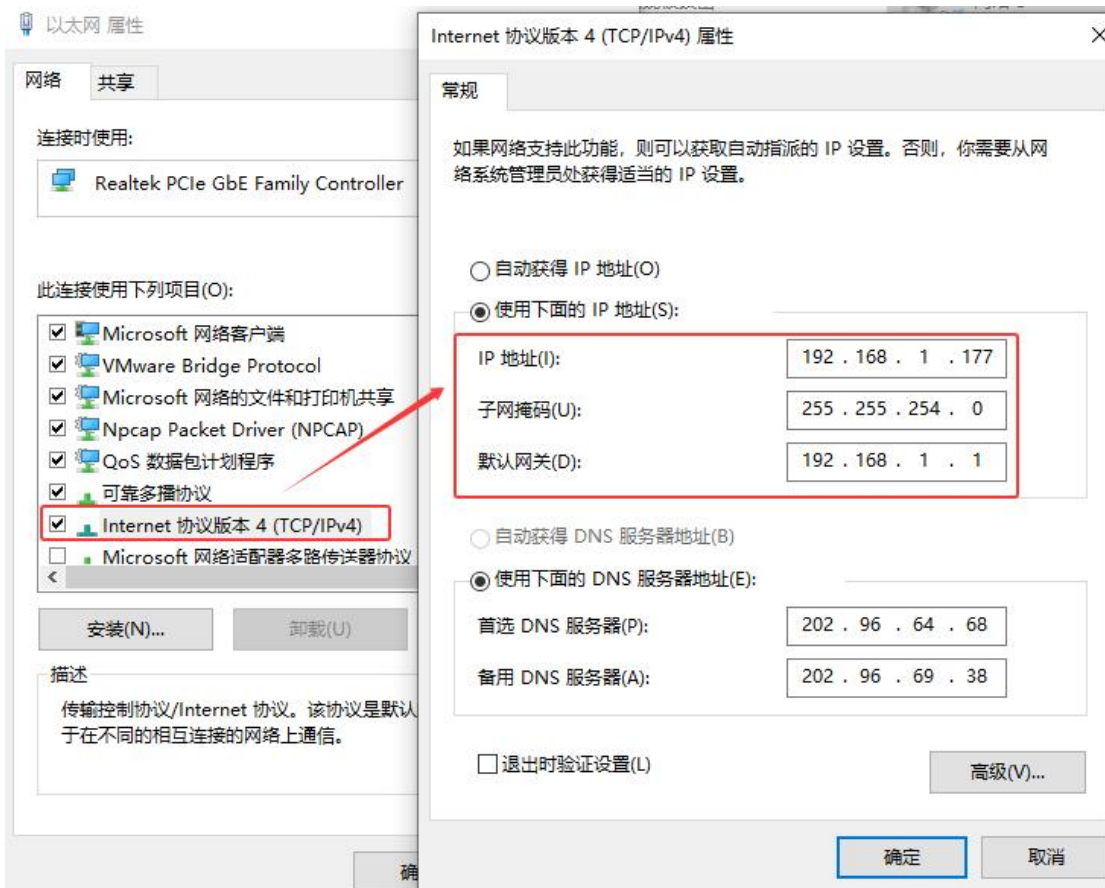 以太网 属性
网络
共享
连接时使用:
Realtek PCIe GbE Family Controller
此连接使用下列项目(O):
Microsoft 网络客户端
VMware Bridge Protocol
Microsoft 网络的文件和打印机共享
Npcap Packet Driver (NPCAP)
QoS 数据包计划程序
可靠多播协议
Internet 协议版本 4 (TCP/IPv4)
Microsoft 网络适配器多路传送器协议
安装(N)...
卸载(U)
描述
传输控制协议/Internet 协议。该协议是默认
于在不同的相互连接的网络上通信。
确
Internet 协议版本 4 (TCP/IPv4) 属性
常规
如果网络支持此功能，则可以获取自动指派的 IP 设置。否则，你需要从网
络系统管理员处获得适当的 IP 设置。
自动获得 IP 地址(O)
使用下面的 IP 地址(S):
IP 地址(I): 192 . 168 . 1 . 177
子网掩码(U): 255 . 255 . 254 . 0
默认网关(D): 192 . 168 . 1 . 1
自动获得 DNS 服务器地址(B)
使用下面的 DNS 服务器地址(E):
首选 DNS 服务器(P): 202 . 96 . 64 . 68
备用 DNS 服务器(A): 202 . 96 . 69 . 38
退出时验证设置(L)
高级(V)...
确定
取消